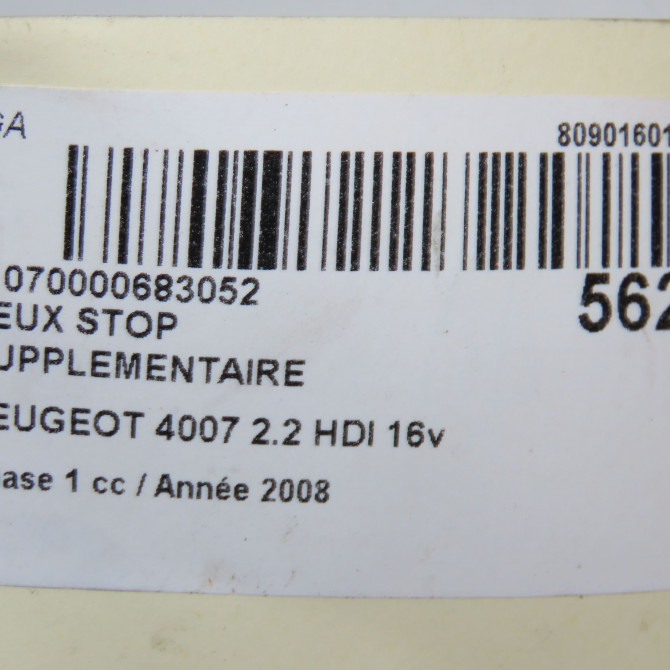 GA
80901601
070000683052
562
EUX STOP
UPPLEMENTAIRE
EUGEOT 4007 2.2 HDI 16v
ase 1 cc / Année 2008